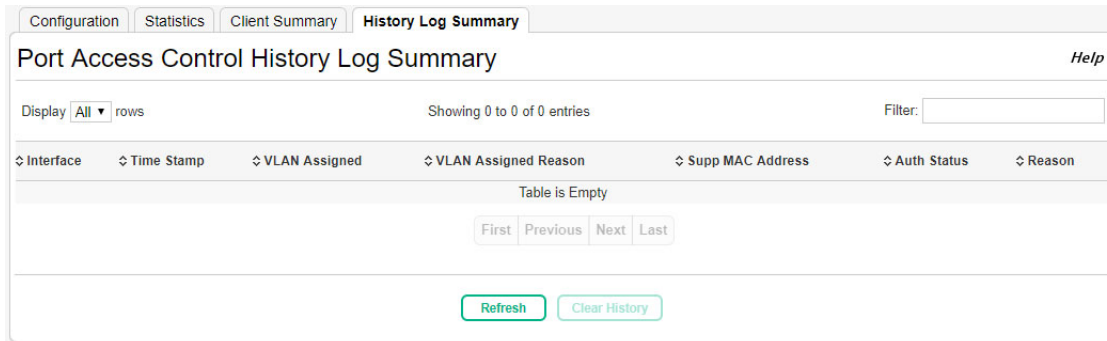 Configuration Statistics Client Summary History Log Summary
Port Access Control History Log Summary Help
Display All rows Showing 0 to 0 of 0 entries Filter:
Interface Time Stamp VLAN Assigned VLAN Assigned Reason Supp MAC Address Auth Status Reason
Table is Empty
First Previous Next Last
Refresh Clear History